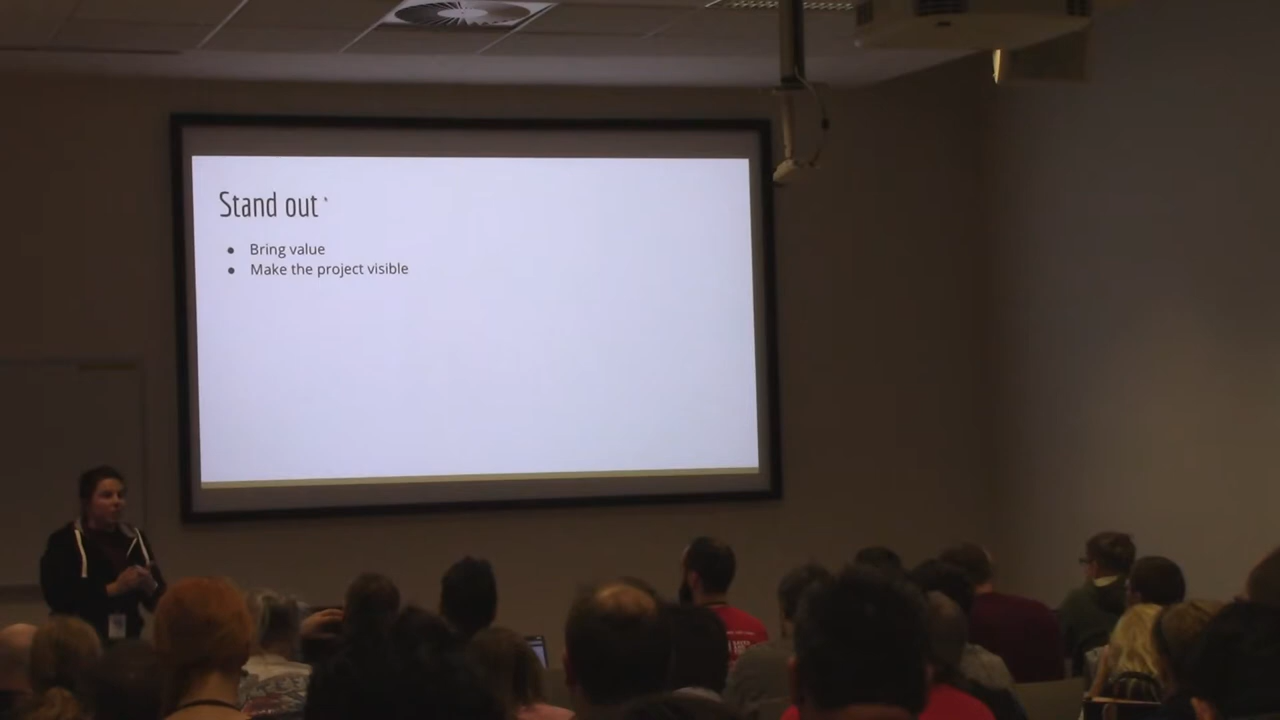 Stand out
• Bring value
• Make the project visible